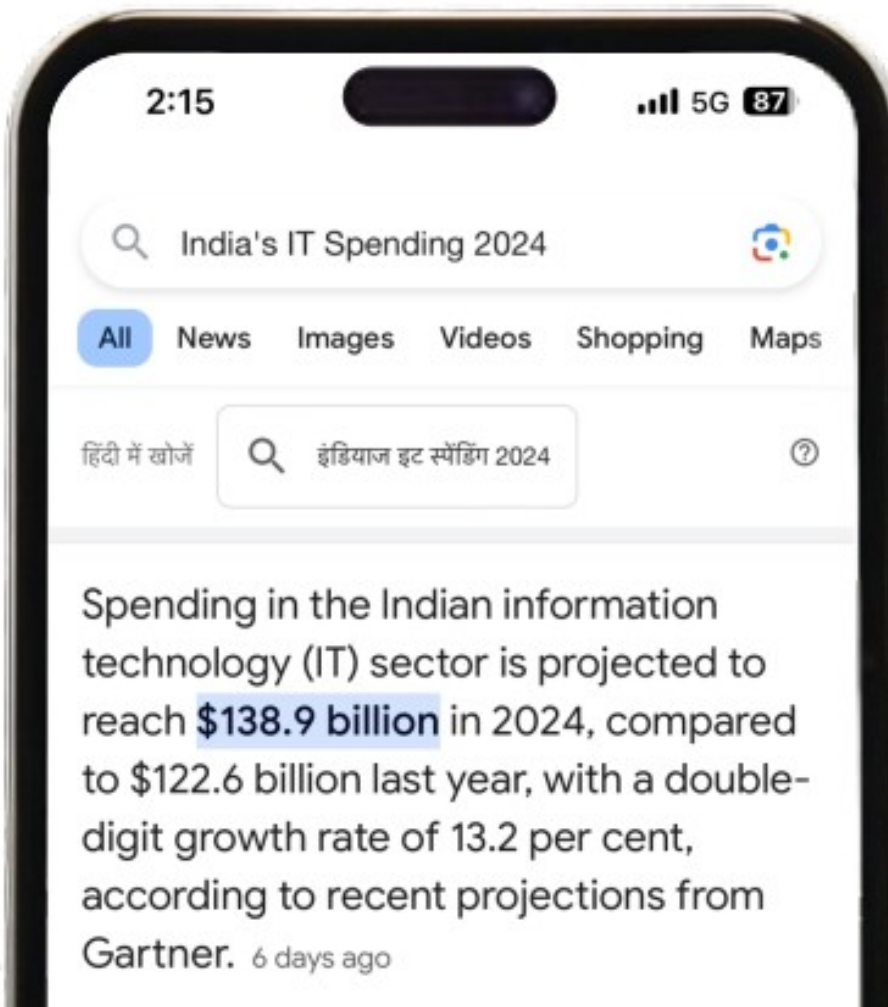 2:15 5G 87
India's IT Spending 2024
All News Images Videos Shopping Maps
हिंदी में खोजें इंडियाज इट स्पेंडिंग 2024
Spending in the Indian information
technology (IT) sector is projected to
reach $138.9 billion in 2024, compared
to $122.6 billion last year, with a double-
digit growth rate of 13.2 per cent,
according to recent projections from
Gartner. 6 days ago